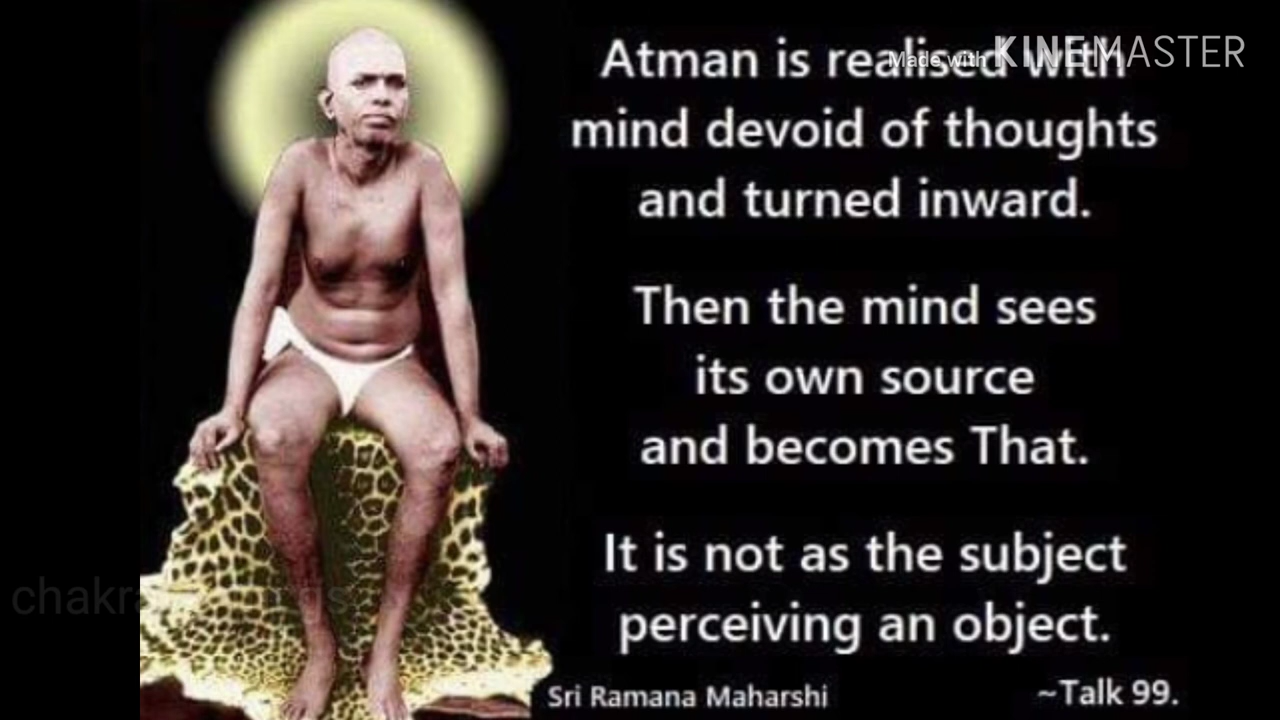 Made with KINEMASTER
Atman is realised with
mind devoid of thoughts
and turned inward.
Then the mind sees
its own source
and becomes That.
It is not as the subject
perceiving an object.
Sri Ramana Maharshi
~Talk 99.